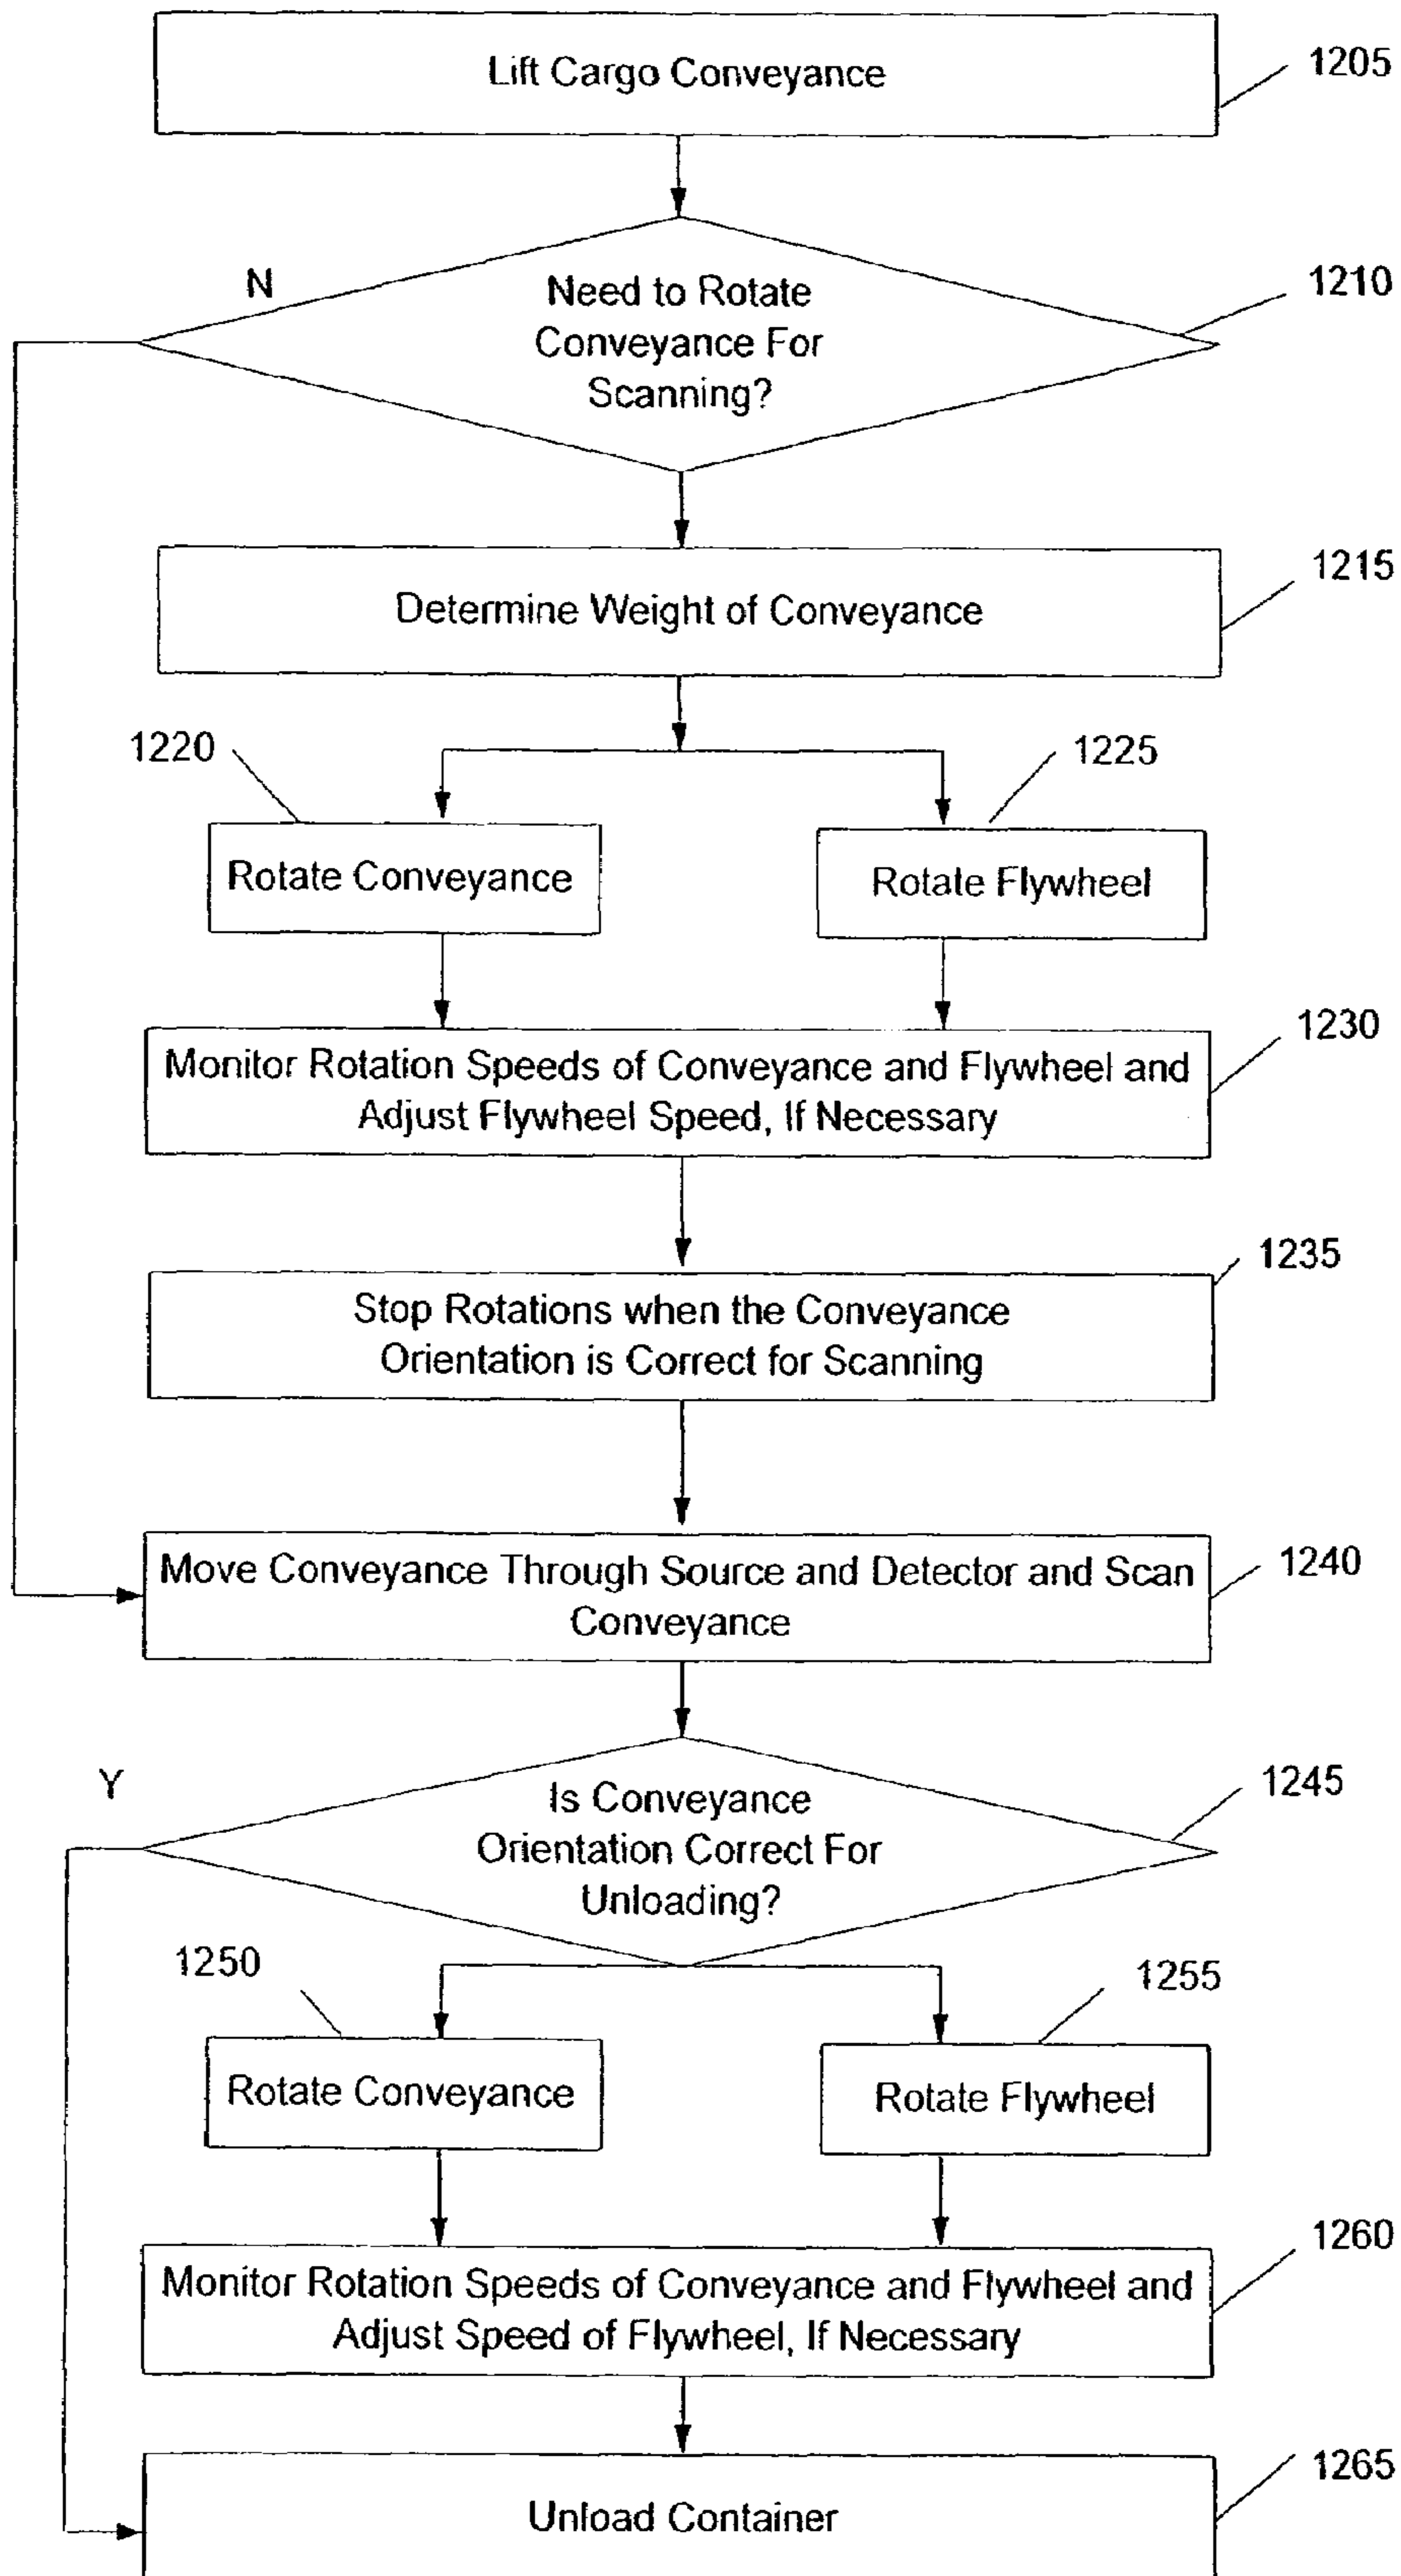 Lift Cargo Conveyance
1205
N
Need to Rotate
Conveyance For
Scanning?
1210
Determine Weight of Conveyance
1215
1220
1225
Rotate Conveyance
Rotate Flywheel
Monitor Rotation Speeds of Conveyance and Flywheel and
Adjust Flywheel Speed, If Necessary
1230
Stop Rotations when the Conveyance
Orientation is Correct for Scanning
1235
Move Conveyance Through Source and Detector and Scan
Conveyance
1240
Y
Is Conveyance
Orientation Correct For
Unloading?
1245
1250
1255
Rotate Conveyance
Rotate Flywheel
Monitor Rotation Speeds of Conveyance and Flywheel and
Adjust Speed of Flywheel, If Necessary
1260
Unload Container
1265